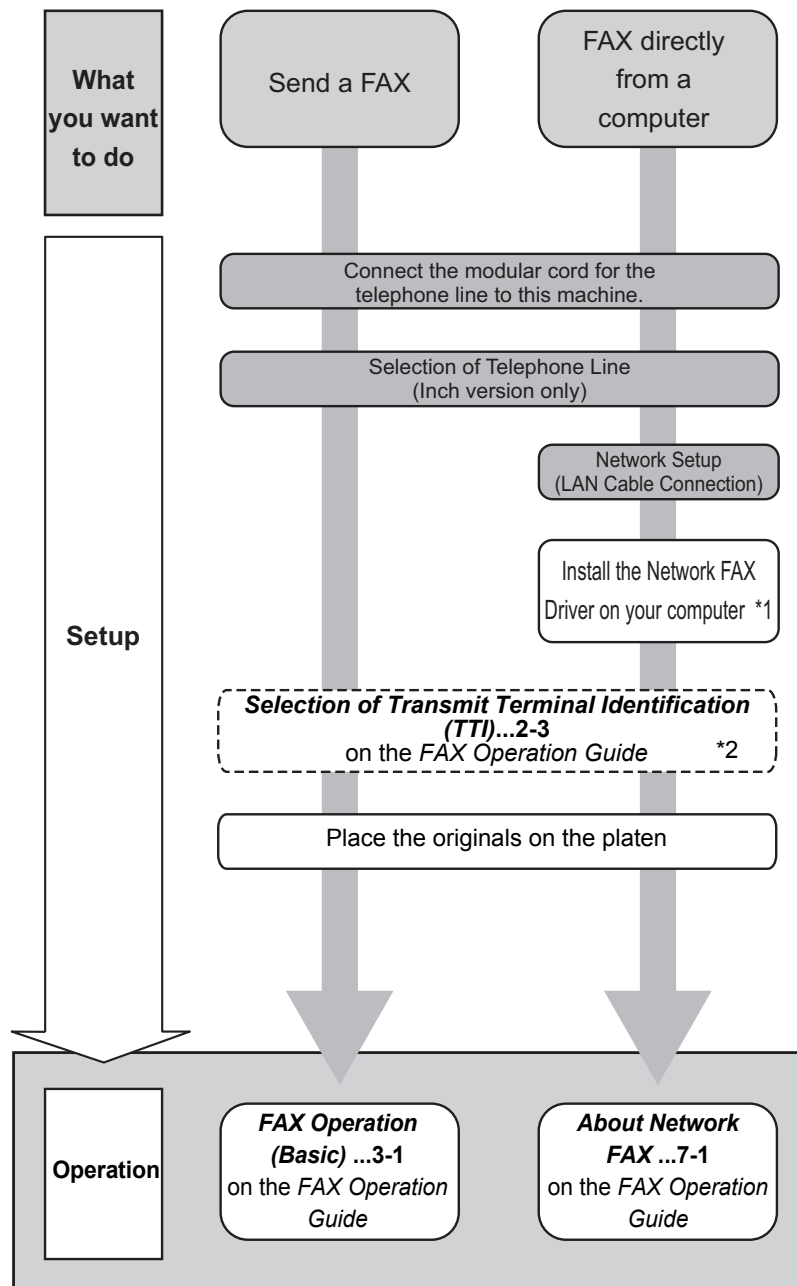 What
you want
to do
Send a FAX
FAX directly
from a
computer
Setup
Connect the modular cord for the
telephone line to this machine.
Selection of Telephone Line
(Inch version only)
Network Setup
(LAN Cable Connection)
Install the Network FAX
Driver on your computer *1
Selection of Transmit Terminal Identification
(TTI)...2-3
on the FAX Operation Guide *2
Place the originals on the platen
Operation
FAX Operation
(Basic) ...3-1
on the FAX Operation
Guide
About Network
FAX ...7-1
on the FAX Operation
Guide